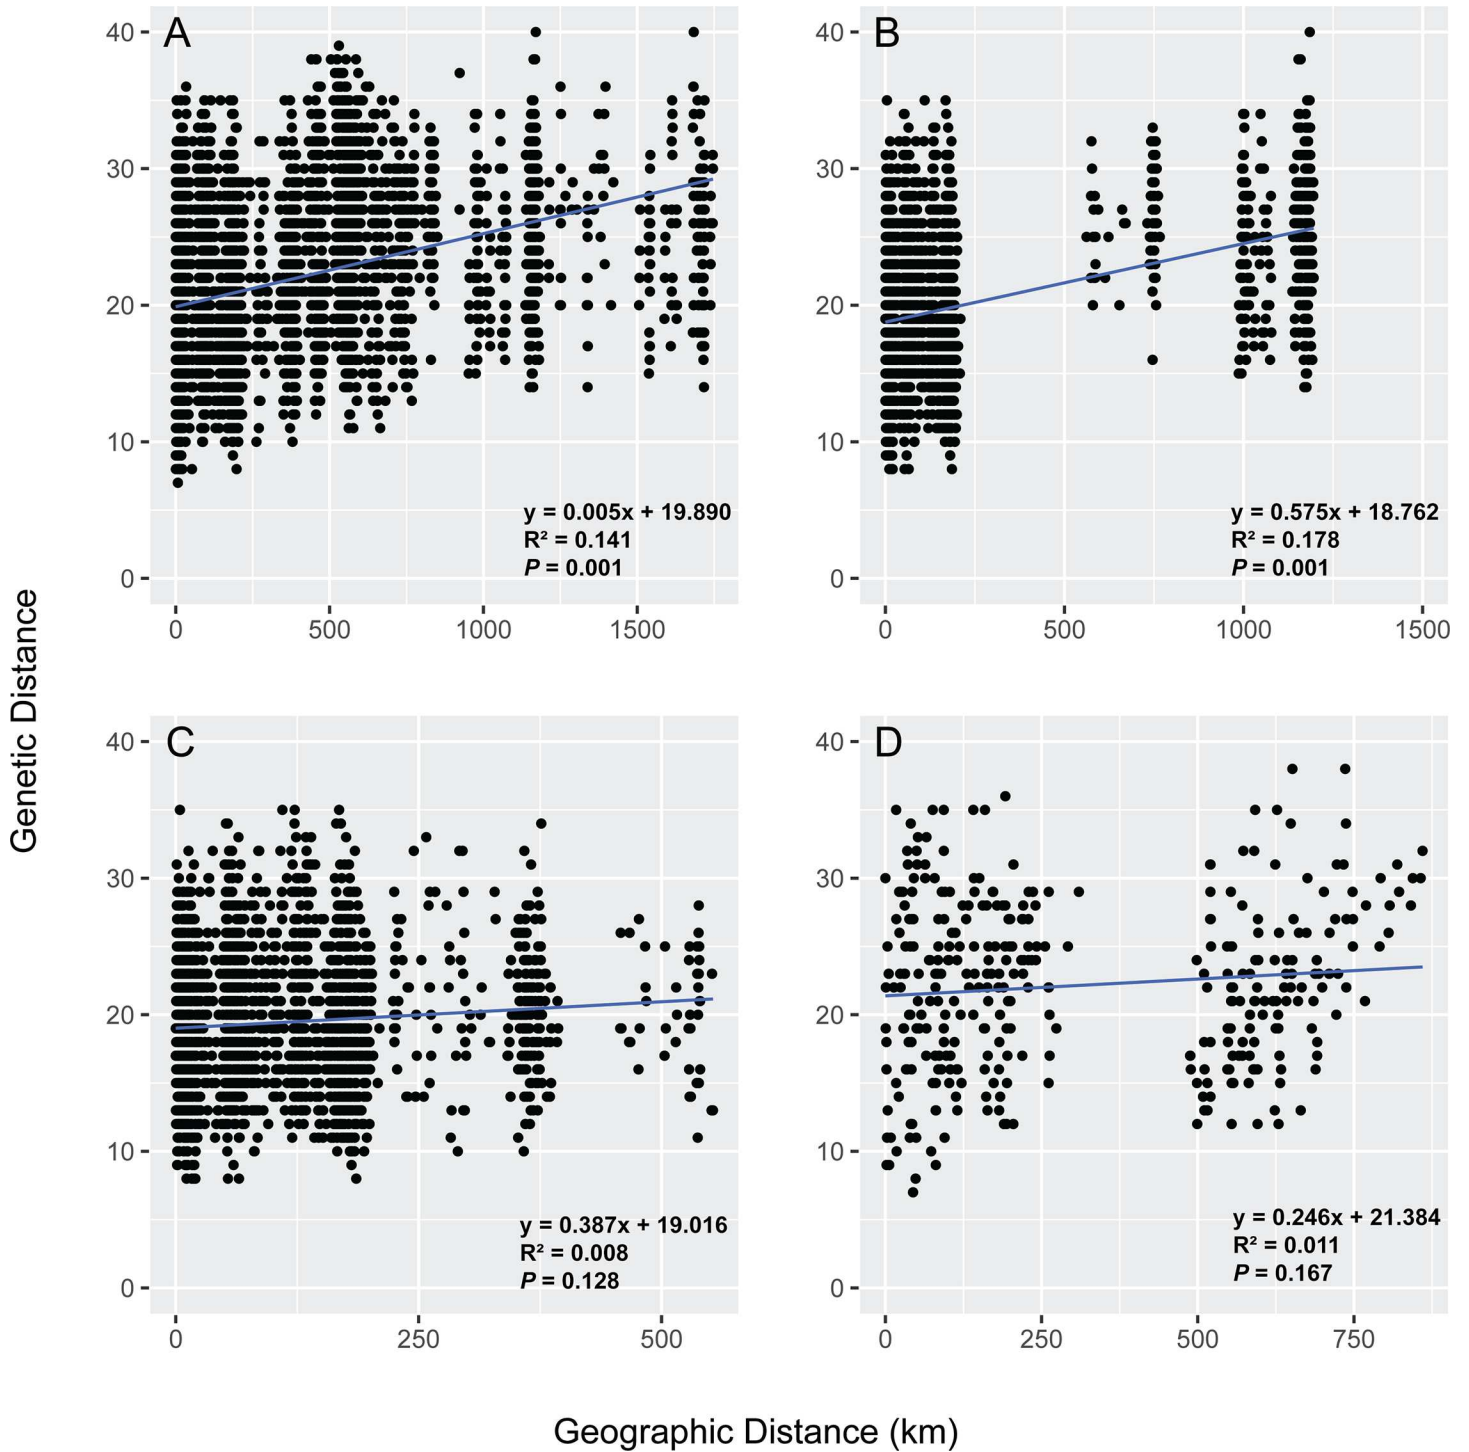 A
40
30
20
10
0
y = 0.005x + 19.890
R² = 0.141
P = 0.001
0 500 1000 1500
B
40
30
20
10
0
y = 0.575x + 18.762
R² = 0.178
P = 0.001
0 500 1000 1500
Genetic Distance
C
40
30
20
10
0
y = 0.387x + 19.016
R² = 0.008
P = 0.128
0 250 500
D
40
30
20
10
0
y = 0.246x + 21.384
R² = 0.011
P = 0.167
0 250 500 750
Geographic Distance (km)